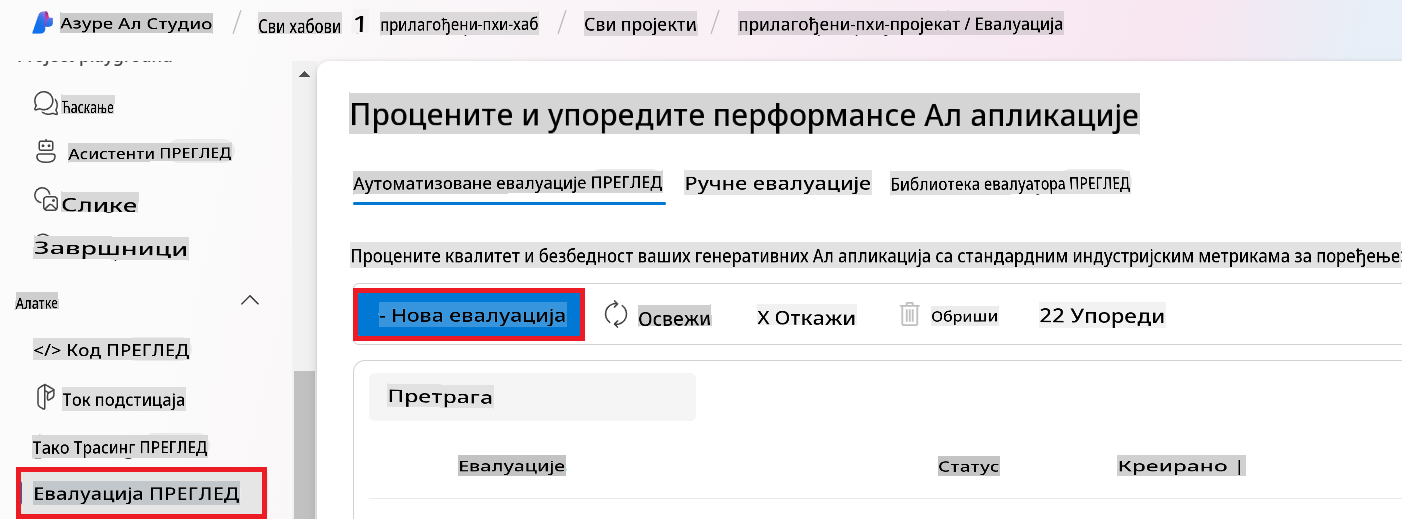 Азуре Ал Студио / Сви хабови 1 прилагођени-пхи-хаб / Сви пројекти / прилагођени-пхи-пројекат / Евалуација
Project playground
Ћаскање
Асистенти ПРЕГЛЕД
Слике
Завршници
Алатке
</> Код ПРЕГЛЕД
Ток подстицаја
Тако Трасинг ПРЕГЛЕД
Евалуација ПРЕГЛЕД
Процените и упоредите перформансе Ал апликације
Аутоматизоване евалуације ПРЕГЛЕД Ручне евалуације Библиотека евалуатора ПРЕГЛЕД
Процените квалитет и безбедност ваших генеративних Ал апликација са стандардним индустријским метрикама за поређење
- Нова евалуација Освежи X Откажи Обриши 22 Упореди
Претрага
Евалуације Статус Креирано |